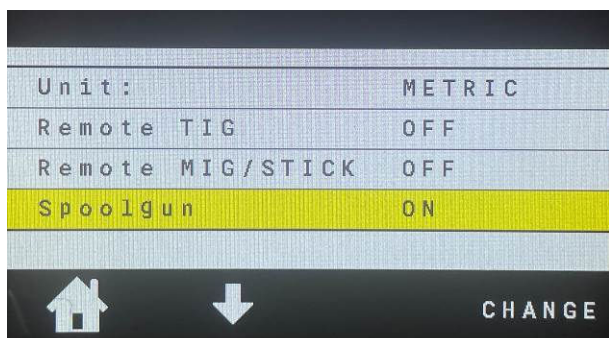 Unit: METRIC
Remote TIG OFF
Remote MIG/STICK OFF
Spoolgun ON
CHANGE